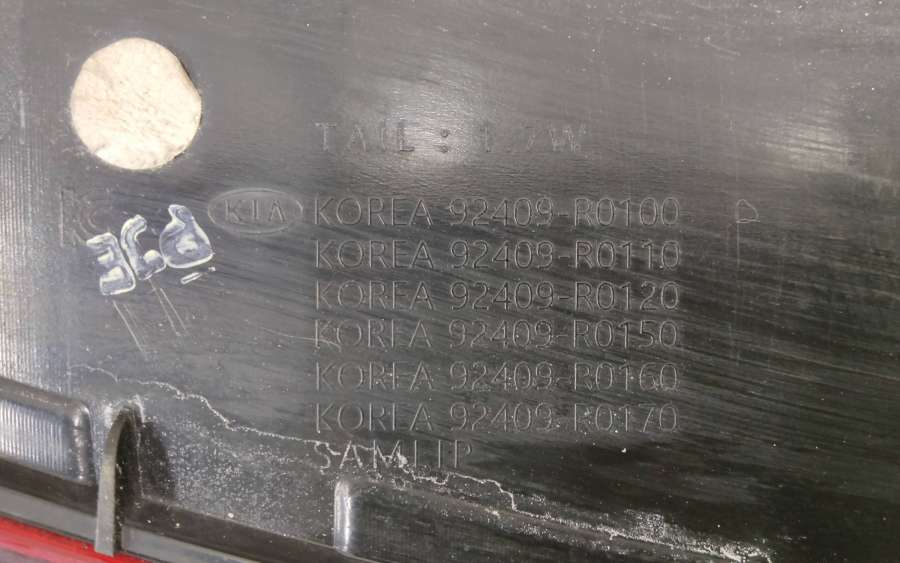 TAIL : 1.7W
KIA KOREA 92409-R0100
KOREA 92409-R0110
KOREA 92409-R0120
KOREA 92409-R0150
KOREA 92409-R0160
KOREA 92409-R0170
SAMLIP